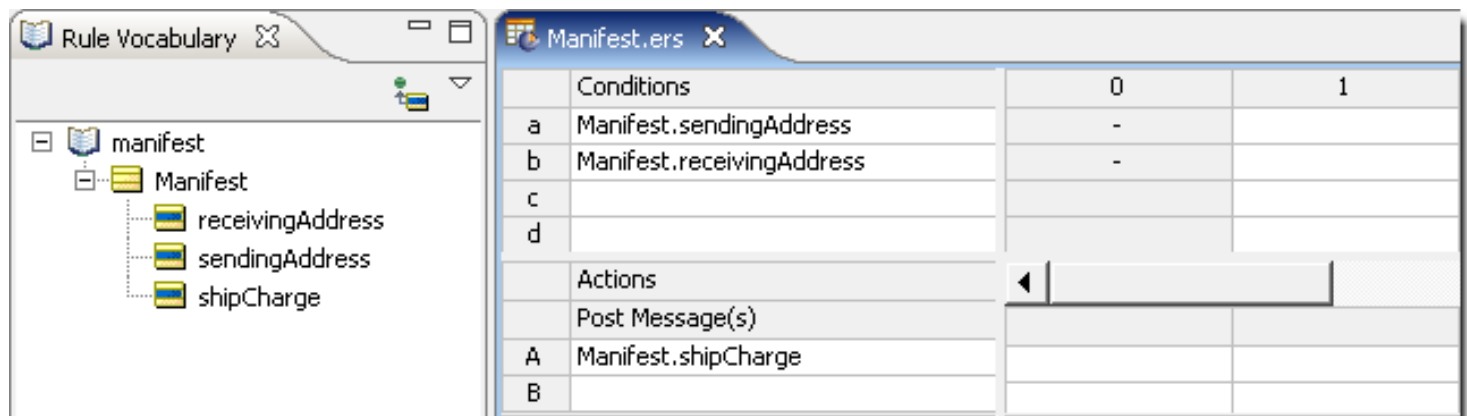 Rule Vocabulary
manifest
Manifest
receivingAddress
sendingAddress
shipCharge
Manifest.ers
Conditions 0 1
a Manifest.sendingAddress -
b Manifest.receivingAddress -
c
d
Actions
Post Message(s)
A Manifest.shipCharge
B